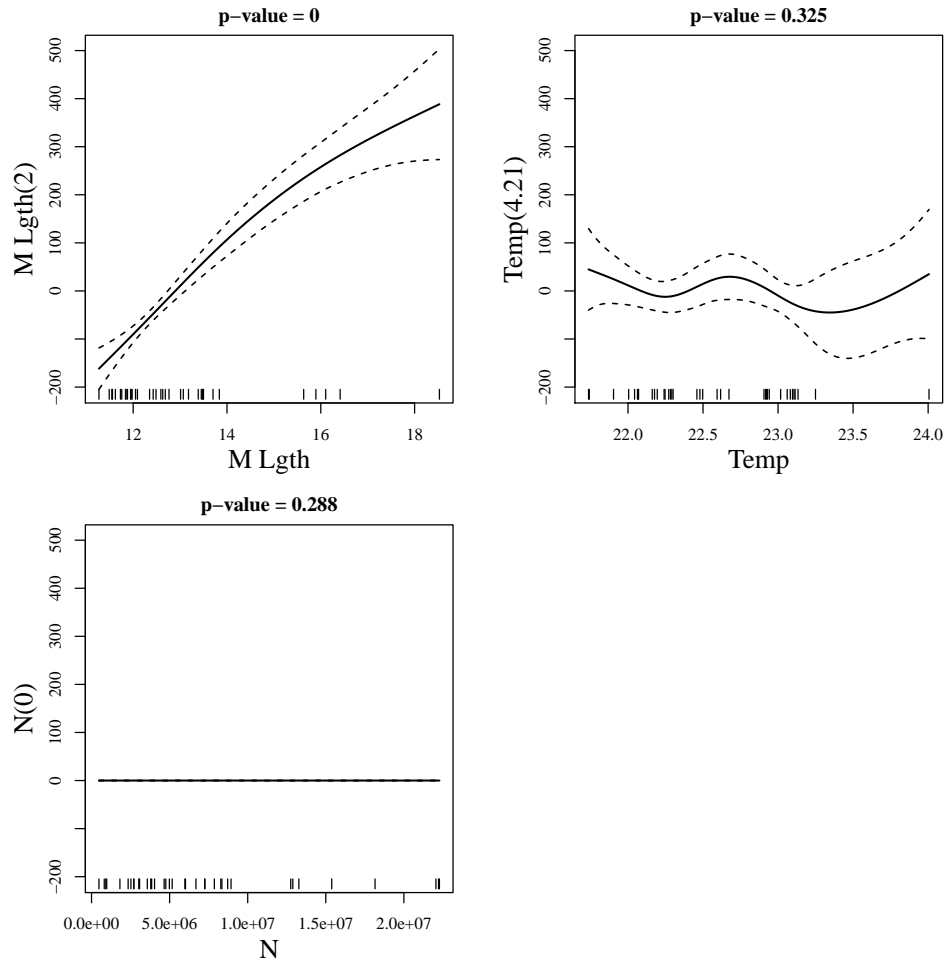 p-value = 0
M Lgth(2)
500
400
300
200
100
0
-200
12 14 16 18
M Lgth
p-value = 0.325
Temp(4.21)
500
400
300
200
100
0
-200
22.0 22.5 23.0 23.5 24.0
Temp
p-value = 0.288
N(0)
500
400
300
200
100
0
-200
0.0e+00 5.0e+06 1.0e+07 1.5e+07 2.0e+07
N